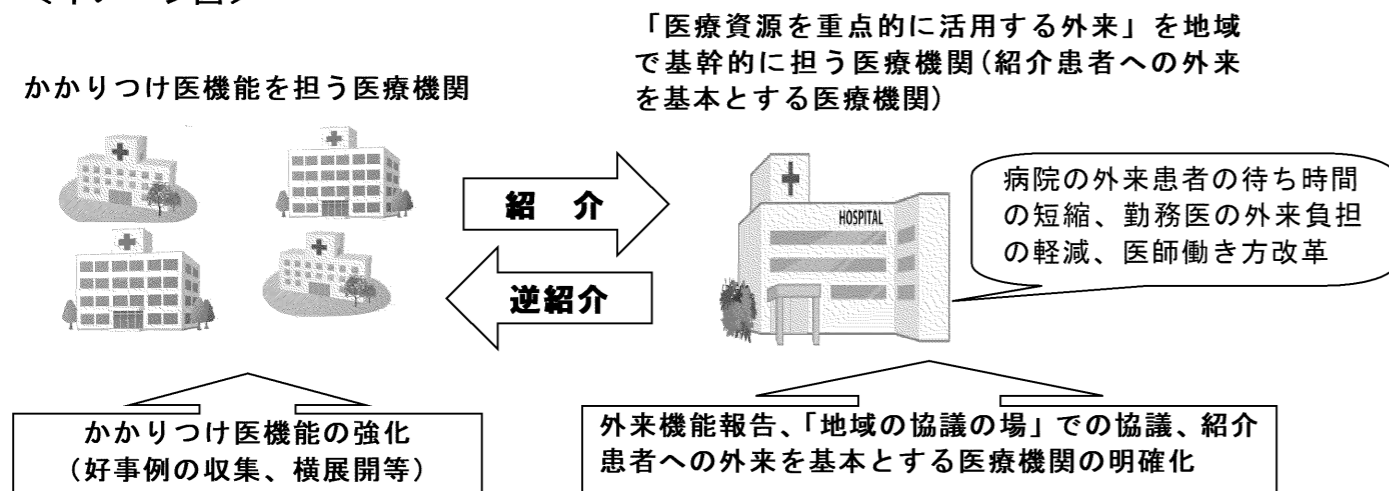 「医療資源を重点的に活用する外来」を地域
で基幹的に担う医療機関（紹介患者への外来
を基本とする医療機関）
かかりつけ医機能を担う医療機関
紹　介
逆紹介
HOSPITAL
病院の外来患者の待ち時間
の短縮、勤務医の外来負担
の軽減、医師働き方改革
かかりつけ医機能の強化
（好事例の収集、横展開等）
外来機能報告、「地域の協議の場」での協議、紹介
患者への外来を基本とする医療機関の明確化